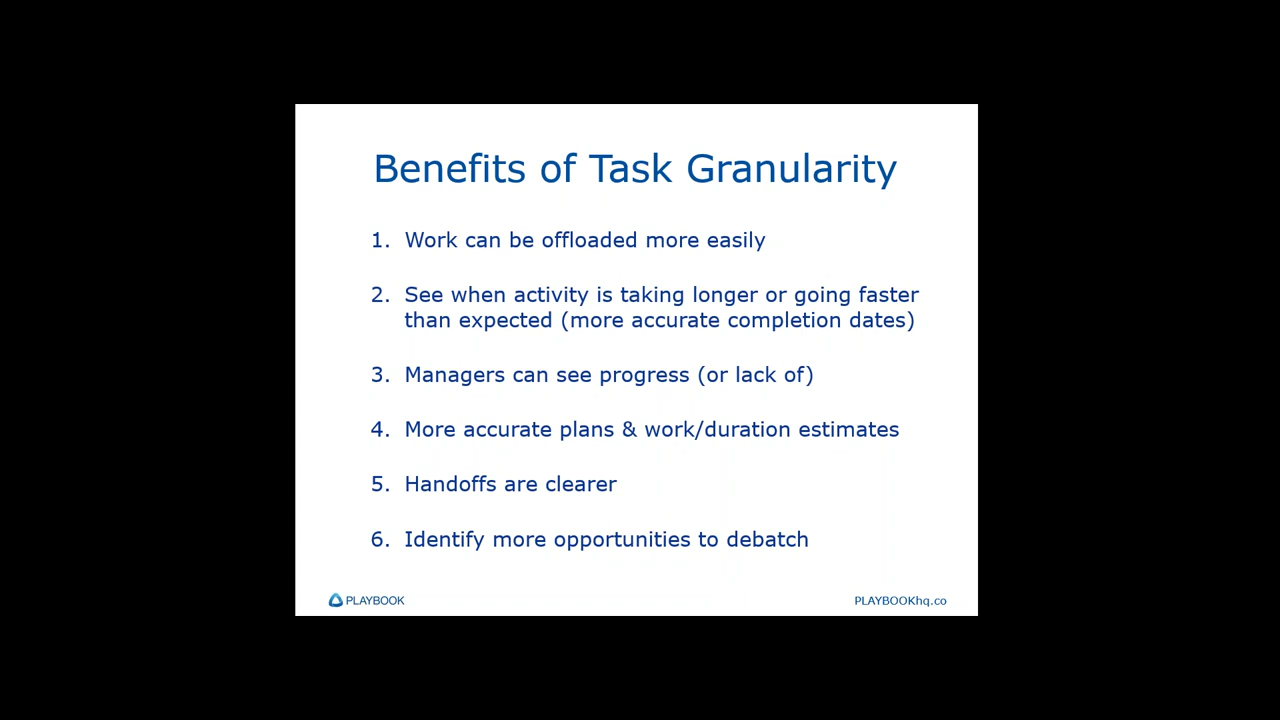 Benefits of Task Granularity
1. Work can be offloaded more easily
2. See when activity is taking longer or going faster
than expected (more accurate completion dates)
3. Managers can see progress (or lack of)
4. More accurate plans & work/duration estimates
5. Handoffs are clearer
6. Identify more opportunities to debatch
PLAYBOOK
PLAYBOOKhq.co